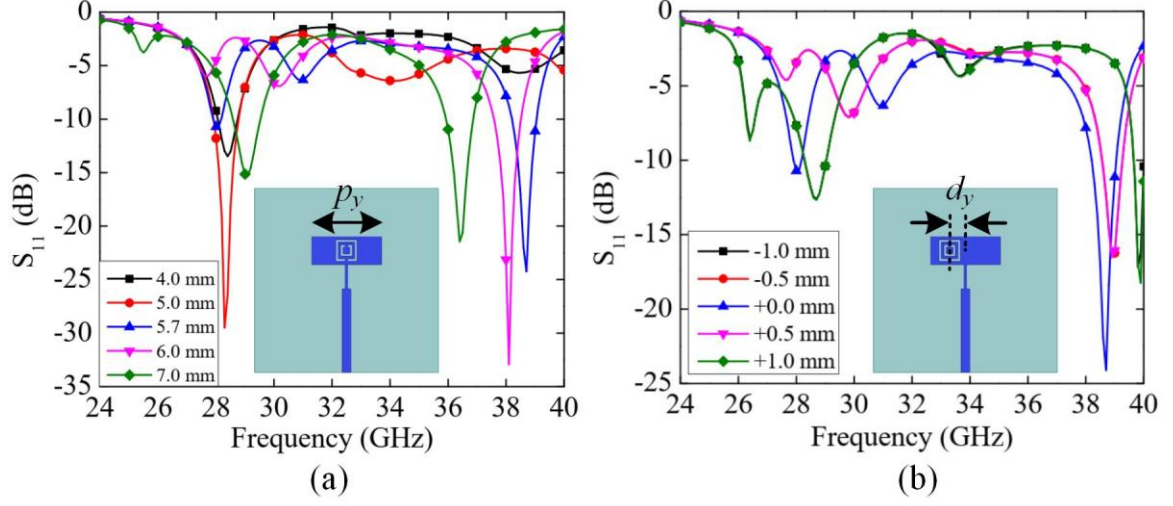 0
-5
-10
-15
-20
-25
-30
-35
S11 (dB)
24 26 28 30 32 34 36 38 40
Frequency (GHz)
py
4.0 mm
5.0 mm
5.7 mm
6.0 mm
7.0 mm
(a)
0
-5
-10
-15
-20
-25
S11 (dB)
24 26 28 30 32 34 36 38 40
Frequency (GHz)
dy
-1.0 mm
-0.5 mm
+0.0 mm
+0.5 mm
+1.0 mm
(b)